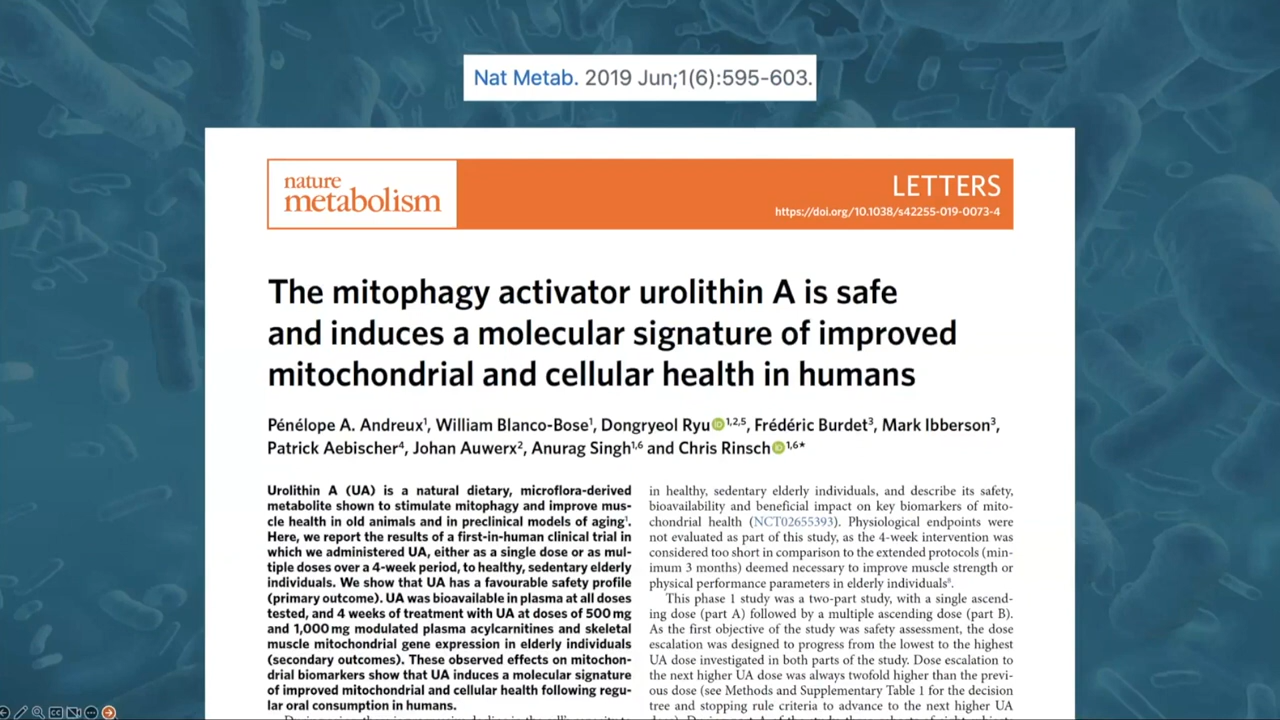 Nat Metab. 2019 Jun;1(6):595-603.
nature
metabolism
LETTERS
https://doi.org/10.1038/s42255-019-0073-4
The mitophagy activator urolithin A is safe
and induces a molecular signature of improved
mitochondrial and cellular health in humans
Pénélope A. Andreux¹, William Blanco-Bose¹, Dongryeol Ryu¹,²,⁵, Frédéric Burdet³, Mark Ibberson³,
Patrick Aebischer⁴, Johan Auwerx², Anurag Singh¹,⁶ and Chris Rinsch¹,⁶*
Urolithin A (UA) is a natural dietary, microflora-derived
metabolite shown to stimulate mitophagy and improve mus-
cle health in old animals and in preclinical models of aging¹.
Here, we report the results of a first-in-human clinical trial in
which we administered UA, either as a single dose or as mul-
tiple doses over a 4-week period, to healthy, sedentary elderly
individuals. We show that UA has a favourable safety profile
(primary outcome). UA was bioavailable in plasma at all doses
tested, and 4 weeks of treatment with UA at doses of 500 mg
and 1,000 mg modulated plasma acylcarnitines and skeletal
muscle mitochondrial gene expression in elderly individuals
(secondary outcomes). These observed effects on mitochon-
drial biomarkers show that UA induces a molecular signature
of improved mitochondrial and cellular health following regu-
lar oral consumption in humans.
in healthy, sedentary elderly individuals, and describe its safety,
bioavailability and beneficial impact on key biomarkers of mito-
chondrial health (NCT02655393). Physiological endpoints were
not evaluated as part of this study, as the 4-week intervention was
considered too short in comparison to the extended protocols (min-
imum 3 months) deemed necessary to improve muscle strength or
physical performance parameters in elderly individuals⁸.
This phase 1 study was a two-part study, with a single ascend-
ing dose (part A) followed by a multiple ascending dose (part B).
As the first objective of the study was safety assessment, the dose
escalation was designed to progress from the lowest to the highest
UA dose investigated in both parts of the study. Dose escalation to
the next higher UA dose was always twofold higher than the previ-
ous dose (see Methods and Supplementary Table 1 for the decision
tree and stopping rule criteria to advance to the next higher UA